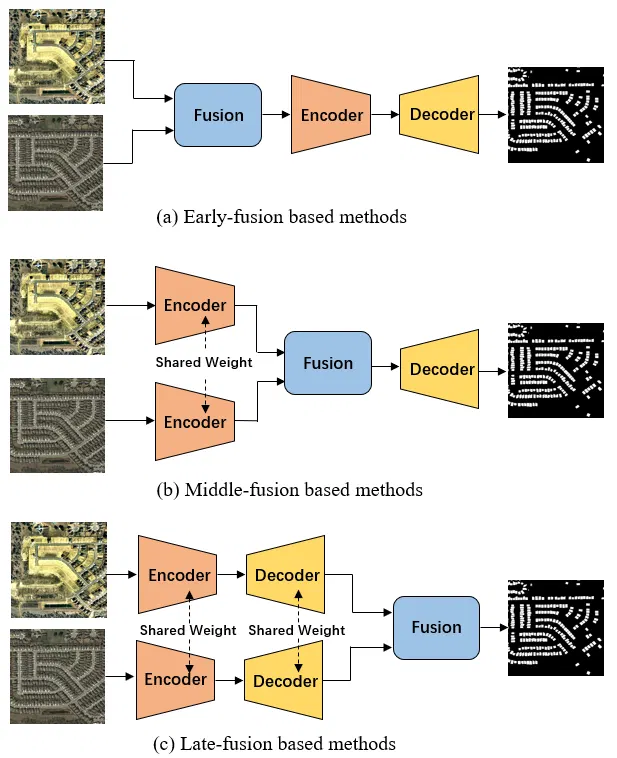 Fusion
Encoder
Decoder
(a) Early-fusion based methods
Encoder
Shared Weight
Fusion
Decoder
Encoder
(b) Middle-fusion based methods
Encoder
Decoder
Shared Weight
Shared Weight
Fusion
Encoder
Decoder
(c) Late-fusion based methods